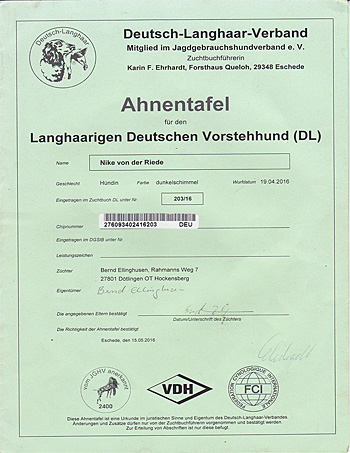 Deutsch-Langhaar
Deutsch-Langhaar-Verband
Mitglied im Jagdgebrauchshundverband e. V.
Zuchtbuchführerin
Karin F. Ehrhardt, Forsthaus Queloh, 29348 Eschede
Ahnentafel
für den
Langhaarigen Deutschen Vorstehhund (DL)
Name Nike von der Riede
Geschlecht Hündin Farbe dunkelschimmel Wurfdatum 19.04.2016
Eingetragen im Zuchtbuch DL unter Nr. 203/16
Chipnummer 276093402416203 DEU
Eingetragen im DGStB unter Nr.
Leistungszeichen
Züchter Bernd Ellinghusen, Rahmanns Weg 7
27801 Dötlingen OT Hockensberg
Eigentümer Bernd Ellinghusen
Die angegebenen Eltern bestätigt
Datum/Unterschrift des Züchters
Die Richtigkeit der Ahnentafel bestätigt
Eschede, den 15.05.2016
vom JGHV anerkannt
2400
VDH
FEDERATION CYNOLOGIQUE INTERNATIONALE
FCI
Diese Ahnentafel ist eine Urkunde im juristischen Sinne und Eigentum des Deutsch-Langhaar-Verbandes.
Änderungen und Zusätze dürfen nur von der Zuchtbuchführerin vorgenommen und bestätigt werden.
Zur Erteilung von Abschriften ist nur diese befugt.